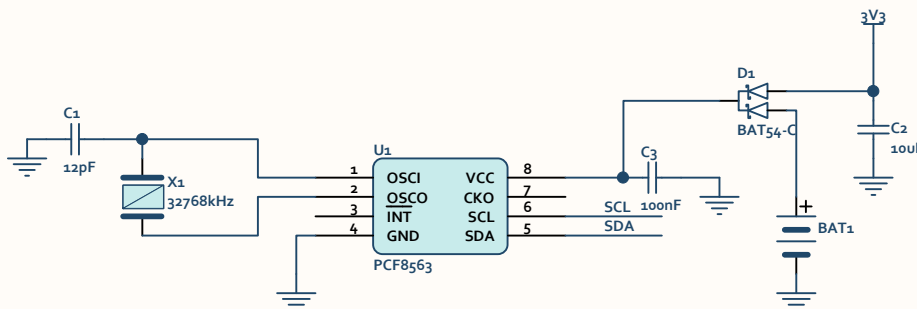 3V3
D1
BAT54-C
C2
10uF
C1
12pF
X1
32768kHz
U1
1 OSCI VCC 8
2 OSCO CKO 7
3 INT SCL 6
4 GND SDA 5
PCF8563
C3
100nF
SCL
SDA
+
BAT1